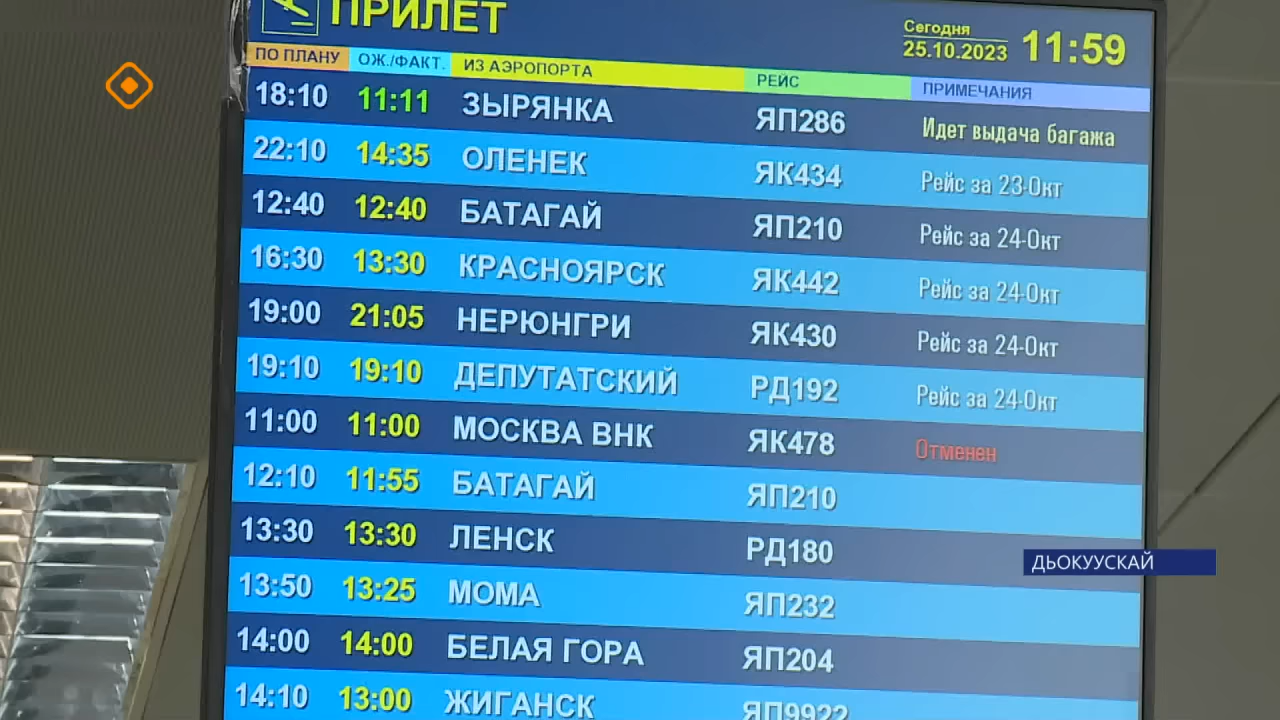 ПРИЛЕТ
Сегодня
25.10.2023 11:59
ПО ПЛАНУ ОЖ./ФАКТ. ИЗ АЭРОПОРТА РЕЙС ПРИМЕЧАНИЯ
18:10 11:11 ЗЫРЯНКА ЯП286 Идет выдача багажа
22:10 14:35 ОЛЕНЕК ЯК434 Рейс за 23-Окт
12:40 12:40 БАТАГАЙ ЯП210 Рейс за 24-Окт
16:30 13:30 КРАСНОЯРСК ЯК442 Рейс за 24-Окт
19:00 21:05 НЕРЮНГРИ ЯК430 Рейс за 24-Окт
19:10 19:10 ДЕПУТАТСКИЙ РД192 Рейс за 24-Окт
11:00 11:00 МОСКВА ВНК ЯК478 Отменен
12:10 11:55 БАТАГАЙ ЯП210
13:30 13:30 ЛЕНСК РД180
13:50 13:25 МОМА ЯП232
14:00 14:00 БЕЛАЯ ГОРА ЯП204
14:10 13:00 ЖИГАНСК ЯП9922
ДЬОКУУСКАЙ